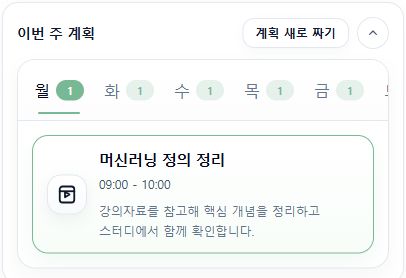 이번 주 계획
계획 새로 짜기
월 1 화 1 수 1 목 1 금 1
머신러닝 정의 정리
09:00 - 10:00
강의자료를 참고해 핵심 개념을 정리하고
스터디에서 함께 확인합니다.